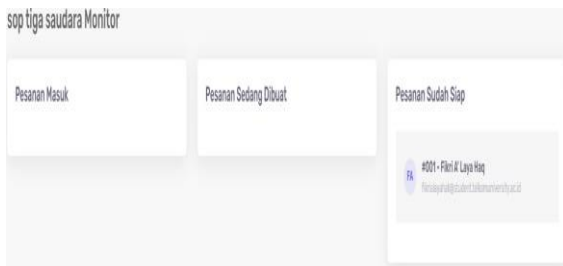 sop tiga saudara Monitor
Pesanan Masuk
Pesanan Sedang Dibuat
Pesanan Sudah Siap
FA
#001 - Fikri A' Laya Haq